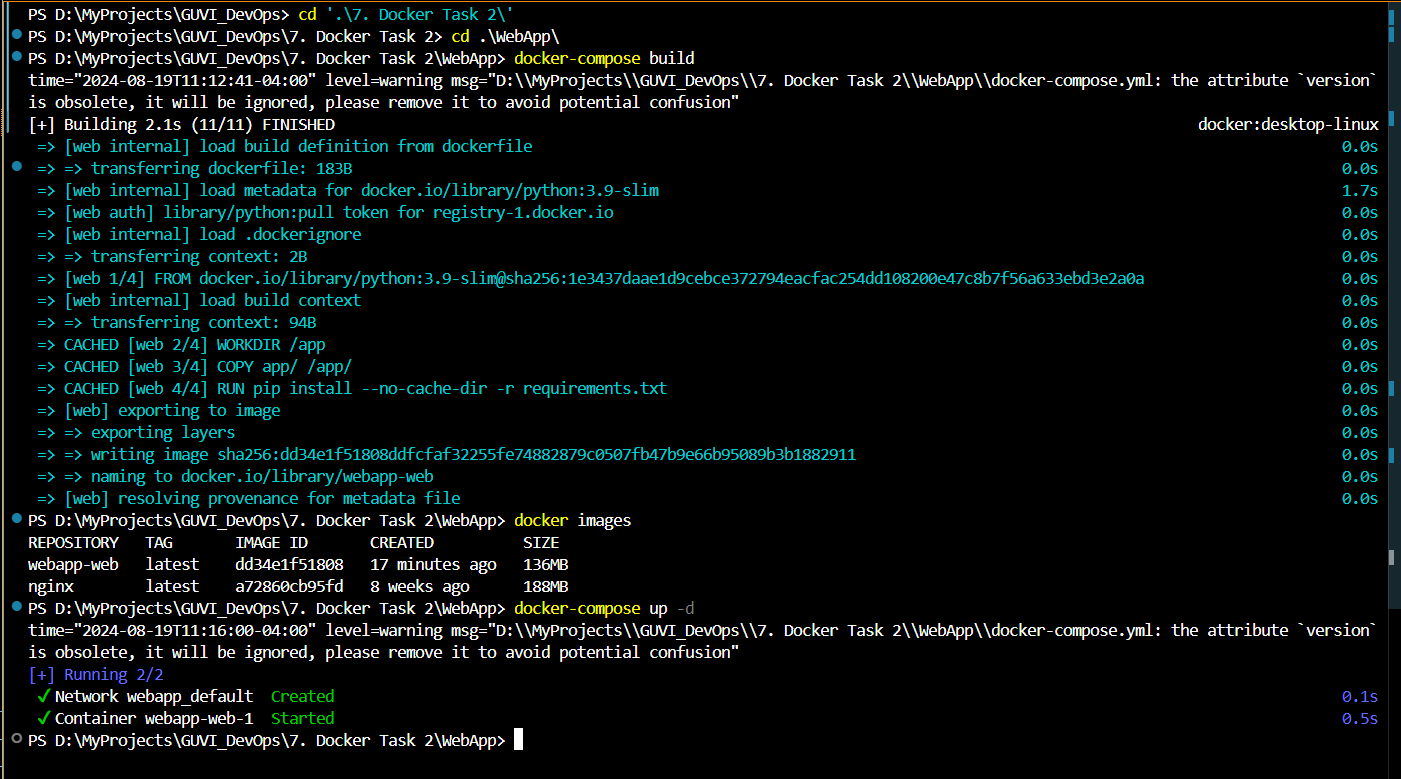 PS D:\MyProjects\GUVI_DevOps> cd '.\7. Docker Task 2\'
PS D:\MyProjects\GUVI_DevOps\7. Docker Task 2> cd .\WebApp\
PS D:\MyProjects\GUVI_DevOps\7. Docker Task 2\WebApp> docker-compose build
time="2024-08-19T11:12:41-04:00" level=warning msg="D:\\MyProjects\\GUVI_DevOps\\7. Docker Task 2\\WebApp\\docker-compose.yml: the attribute `version`
is obsolete, it will be ignored, please remove it to avoid potential confusion"
[+] Building 2.1s (11/11) FINISHED docker:desktop-linux
=> [web internal] load build definition from dockerfile 0.0s
=> => transferring dockerfile: 183B 0.0s
=> [web internal] load metadata for docker.io/library/python:3.9-slim 1.7s
=> [web auth] library/python:pull token for registry-1.docker.io 0.0s
=> [web internal] load .dockerignore 0.0s
=> => transferring context: 2B 0.0s
=> [web 1/4] FROM docker.io/library/python:3.9-slim@sha256:1e3437daae1d9cebce372794eacfac254dd108200e47c8b7f56a633ebd3e2a0a 0.0s
=> [web internal] load build context 0.0s
=> => transferring context: 94B 0.0s
=> CACHED [web 2/4] WORKDIR /app 0.0s
=> CACHED [web 3/4] COPY app/ /app/ 0.0s
=> CACHED [web 4/4] RUN pip install --no-cache-dir -r requirements.txt 0.0s
=> [web] exporting to image 0.0s
=> => exporting layers 0.0s
=> => writing image sha256:dd34e1f51808ddfcfaf32255fe74882879c0507fb47b9e66b95089b3b1882911 0.0s
=> => naming to docker.io/library/webapp-web 0.0s
=> [web] resolving provenance for metadata file 0.0s
PS D:\MyProjects\GUVI_DevOps\7. Docker Task 2\WebApp> docker images
REPOSITORY TAG IMAGE ID CREATED SIZE
webapp-web latest dd34e1f51808 17 minutes ago 136MB
nginx latest a72860cb95fd 8 weeks ago 188MB
PS D:\MyProjects\GUVI_DevOps\7. Docker Task 2\WebApp> docker-compose up -d
time="2024-08-19T11:16:00-04:00" level=warning msg="D:\\MyProjects\\GUVI_DevOps\\7. Docker Task 2\\WebApp\\docker-compose.yml: the attribute `version`
is obsolete, it will be ignored, please remove it to avoid potential confusion"
[+] Running 2/2
✔ Network webapp_default Created 0.1s
✔ Container webapp-web-1 Started 0.5s
PS D:\MyProjects\GUVI_DevOps\7. Docker Task 2\WebApp>